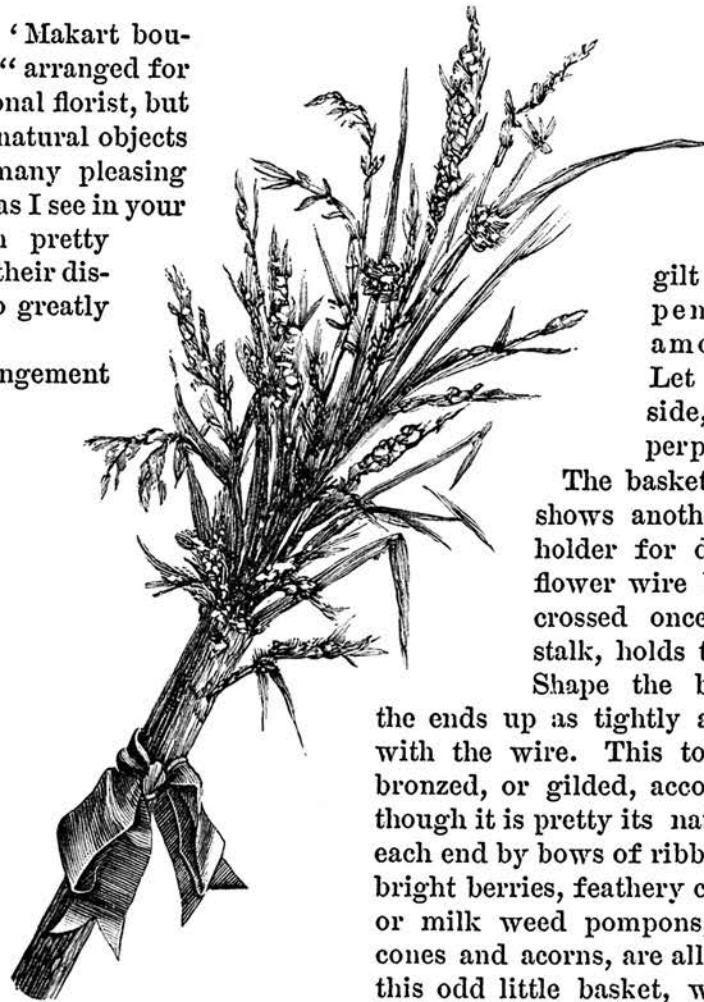 ‘Makart bou-
“ arranged for
onal florist, but
natural objects
many pleasing
as I see in your
pretty
their dis-
greatly
ngement
gilt
pen
amo
Let
side,
perp
The basket
shows anoth
holder for d
flower wire
crossed once
stalk, holds t
Shape the b
the ends up as tightly a
with the wire. This to
bronzed, or gilded, acco
though it is pretty its nat
each end by bows of ribb
bright berries, feathery c
or milk weed pompons,
cones and acorns, are all
this odd little basket, w